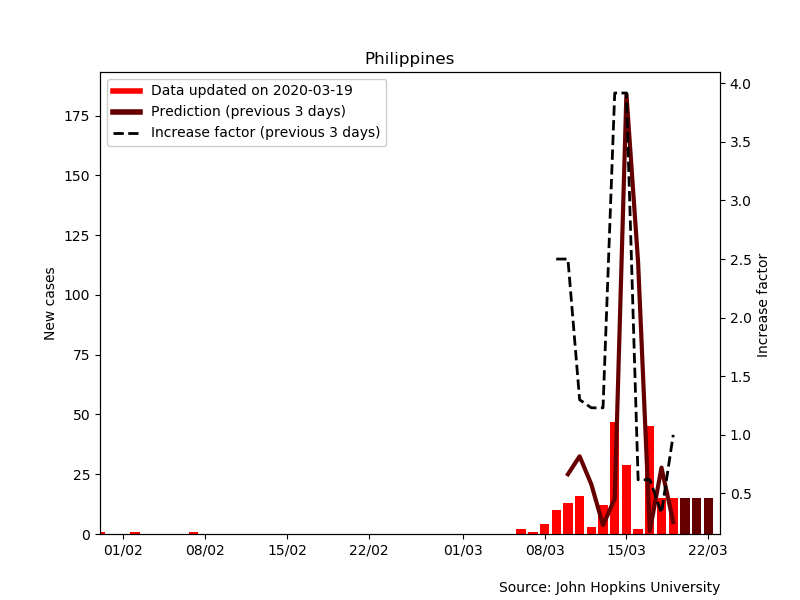 Philippines
Data updated on 2020-03-19
Prediction (previous 3 days)
Increase factor (previous 3 days)
New cases
175
150
125
100
75
50
25
0
4.0
3.5
3.0
2.5
2.0
1.5
1.0
0.5
Increase factor
01/02 08/02 15/02 22/02 01/03 08/03 15/03 22/03
Source: John Hopkins University